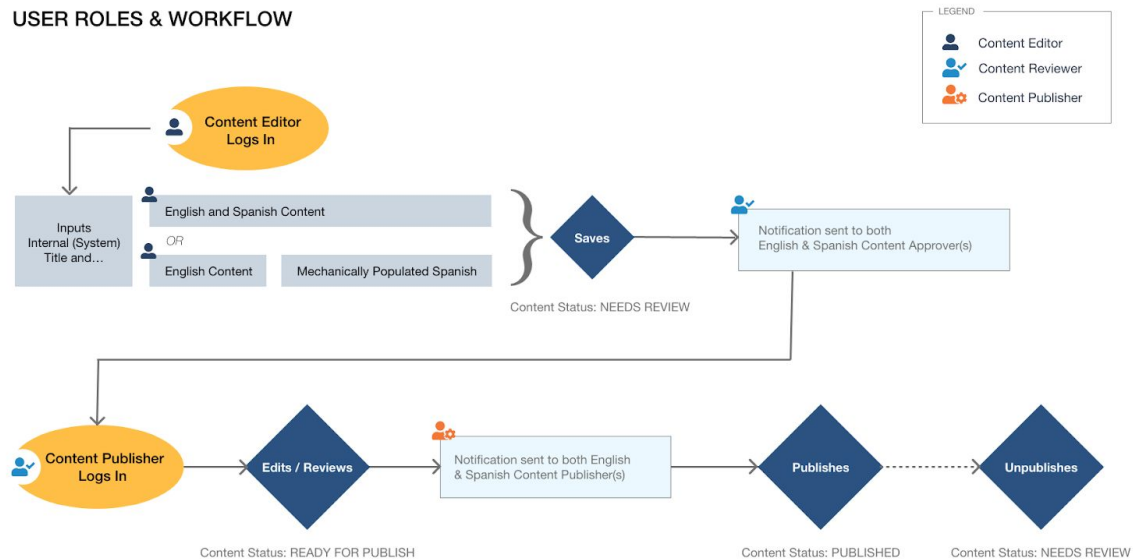 USER ROLES & WORKFLOW
LEGEND
Content Editor
Content Reviewer
Content Publisher
Content Editor
Logs In
Inputs
Internal (System)
Title and...
English and Spanish Content
OR
English Content
Mechanically Populated Spanish
Saves
Content Status: NEEDS REVIEW
Notification sent to both
English & Spanish Content Approver(s)
Content Publisher
Logs In
Edits / Reviews
Content Status: READY FOR PUBLISH
Notification sent to both English
& Spanish Content Publisher(s)
Publishes
Content Status: PUBLISHED
Unpublishes
Content Status: NEEDS REVIEW